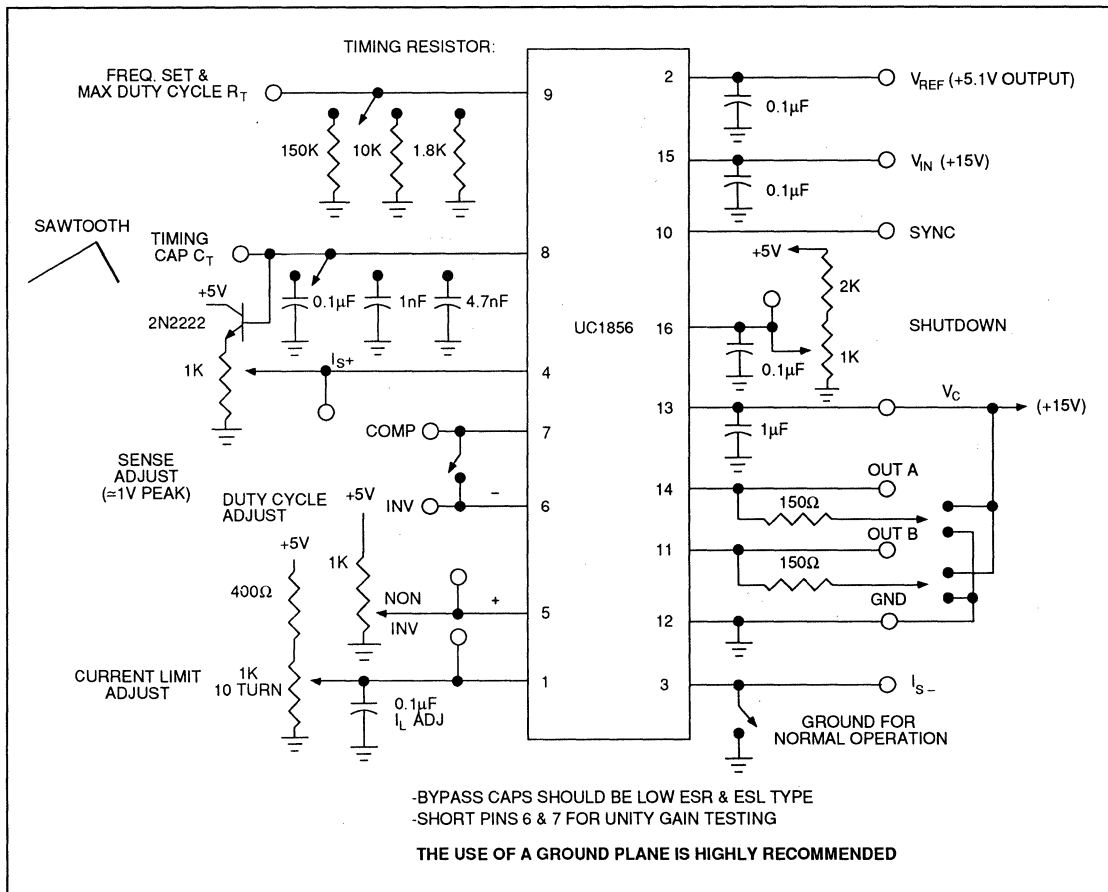 TIMING RESISTOR:
FREQ. SET &
MAX DUTY CYCLE R_T
9
150K
10K
1.8K
SAWTOOTH
TIMING
CAP C_T
8
+5V
2N2222
0.1µF
1nF
4.7nF
1K
I_S+
4
COMP
7
SENSE
ADJUST
(≃1V PEAK)
INV
–
6
DUTY CYCLE
ADJUST
+5V
1K
+5V
400Ω
NON
INV
+
5
CURRENT LIMIT
ADJUST
1K
10 TURN
0.1µF
I_L ADJ
1
UC1856
2
V_REF (+5.1V OUTPUT)
0.1µF
15
V_IN (+15V)
0.1µF
10
SYNC
+5V
2K
16
SHUTDOWN
0.1µF
1K
13
V_C
(+15V)
1µF
14
OUT A
150Ω
11
OUT B
150Ω
12
GND
3
I_S–
GROUND FOR
NORMAL OPERATION
-BYPASS CAPS SHOULD BE LOW ESR & ESL TYPE
-SHORT PINS 6 & 7 FOR UNITY GAIN TESTING
THE USE OF A GROUND PLANE IS HIGHLY RECOMMENDED